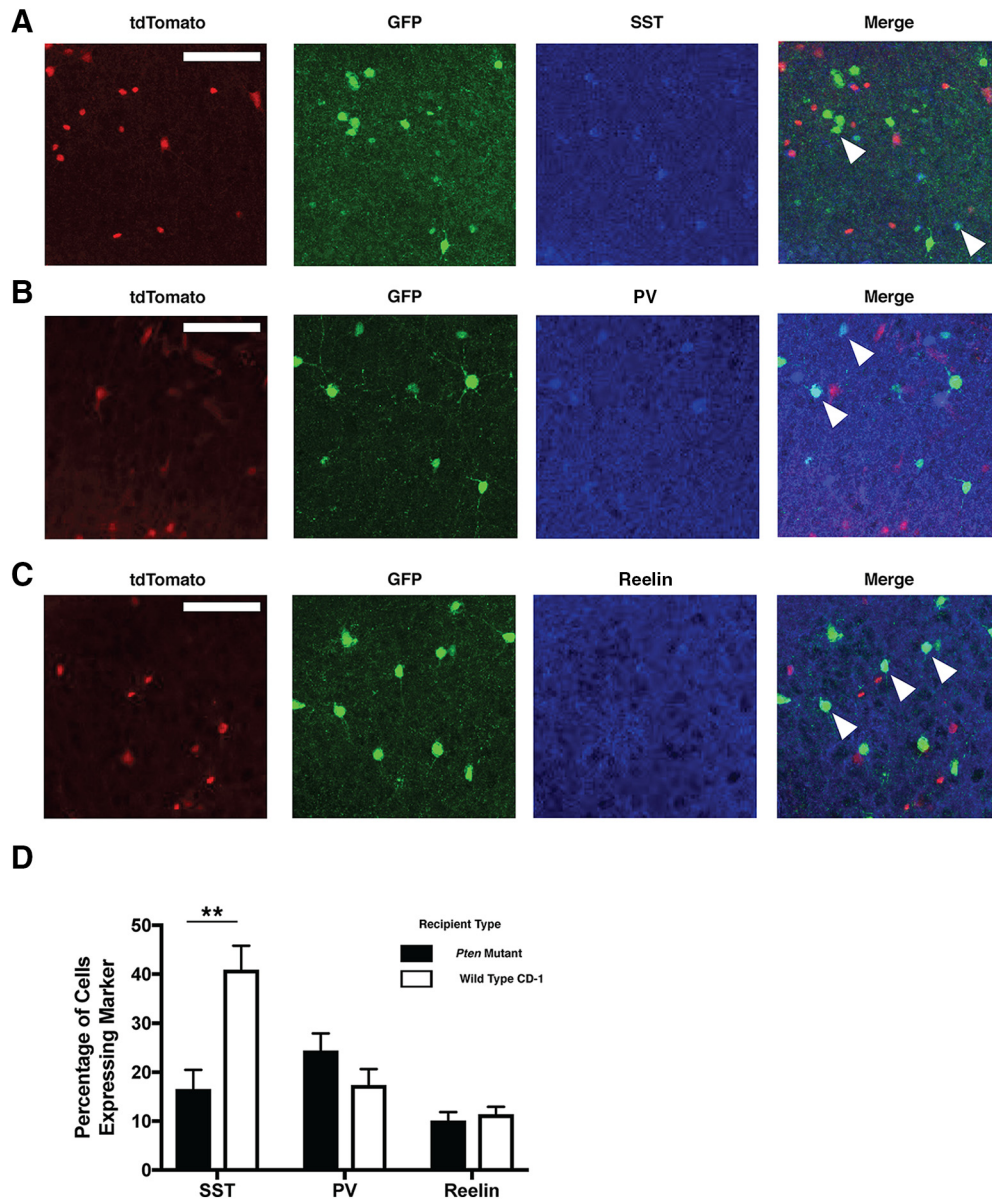 A
tdTomato GFP SST Merge
B
tdTomato GFP PV Merge
C
tdTomato GFP Reelin Merge
D
Percentage of Cells
Expressing Marker
50
40
30
20
10
0
**
Recipient Type
Pten Mutant
Wild Type CD-1
SST PV Reelin